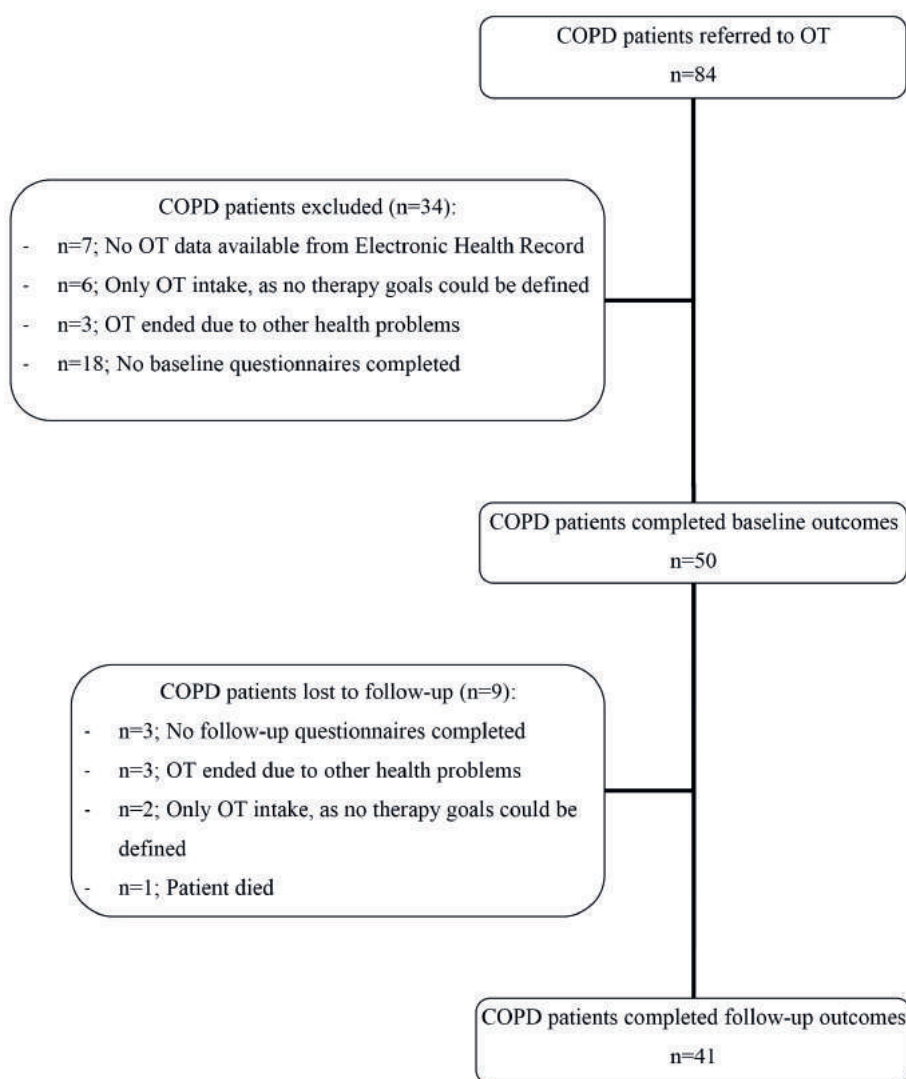 COPD patients referred to OT
n=84
COPD patients excluded (n=34):
- n=7; No OT data available from Electronic Health Record
- n=6; Only OT intake, as no therapy goals could be defined
- n=3; OT ended due to other health problems
- n=18; No baseline questionnaires completed
COPD patients completed baseline outcomes
n=50
COPD patients lost to follow-up (n=9):
- n=3; No follow-up questionnaires completed
- n=3; OT ended due to other health problems
- n=2; Only OT intake, as no therapy goals could be
defined
- n=1; Patient died
COPD patients completed follow-up outcomes
n=41